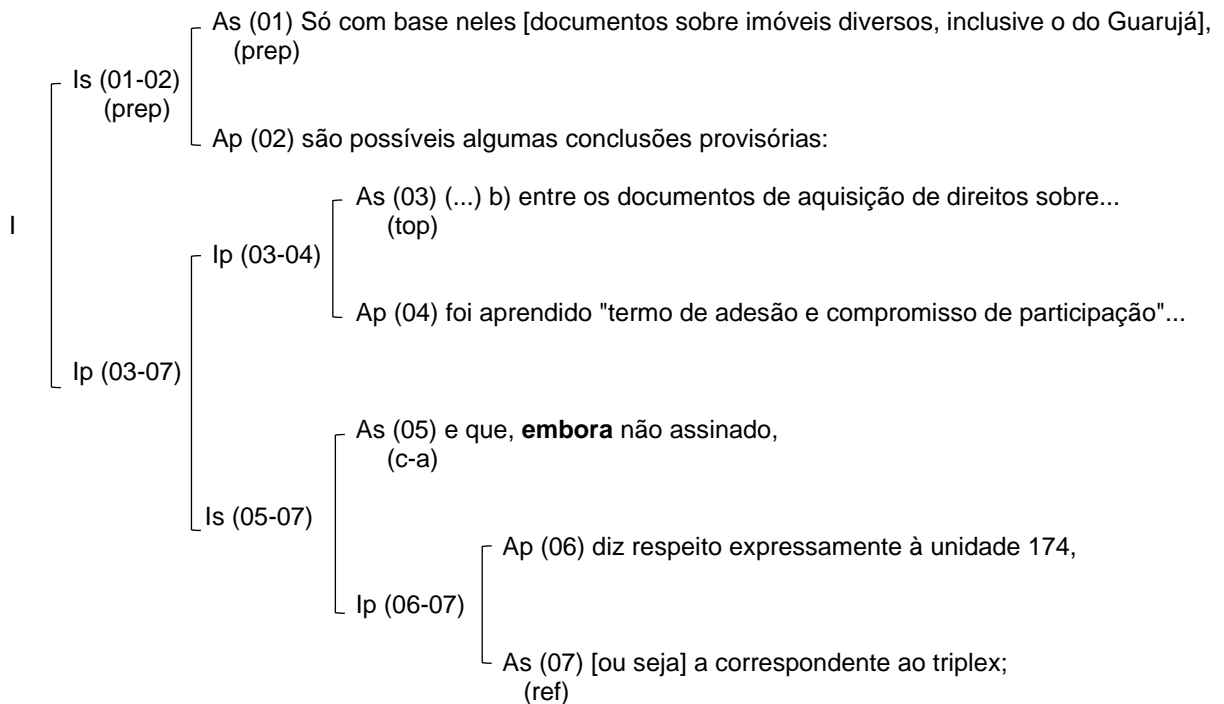 As (01) Só com base neles [documentos sobre imóveis diversos, inclusive o do Guarujá],
(prep)
Is (01-02)
(prep)
Ap (02) são possíveis algumas conclusões provisórias:
As (03) (...) b) entre os documentos de aquisição de direitos sobre...
(top)
I
Ip (03-04)
Ap (04) foi aprendido "termo de adesão e compromisso de participação"...
Ip (03-07)
As (05) e que, embora não assinado,
(c-a)
Is (05-07)
Ap (06) diz respeito expressamente à unidade 174,
Ip (06-07)
As (07) [ou seja] a correspondente ao triplex;
(ref)